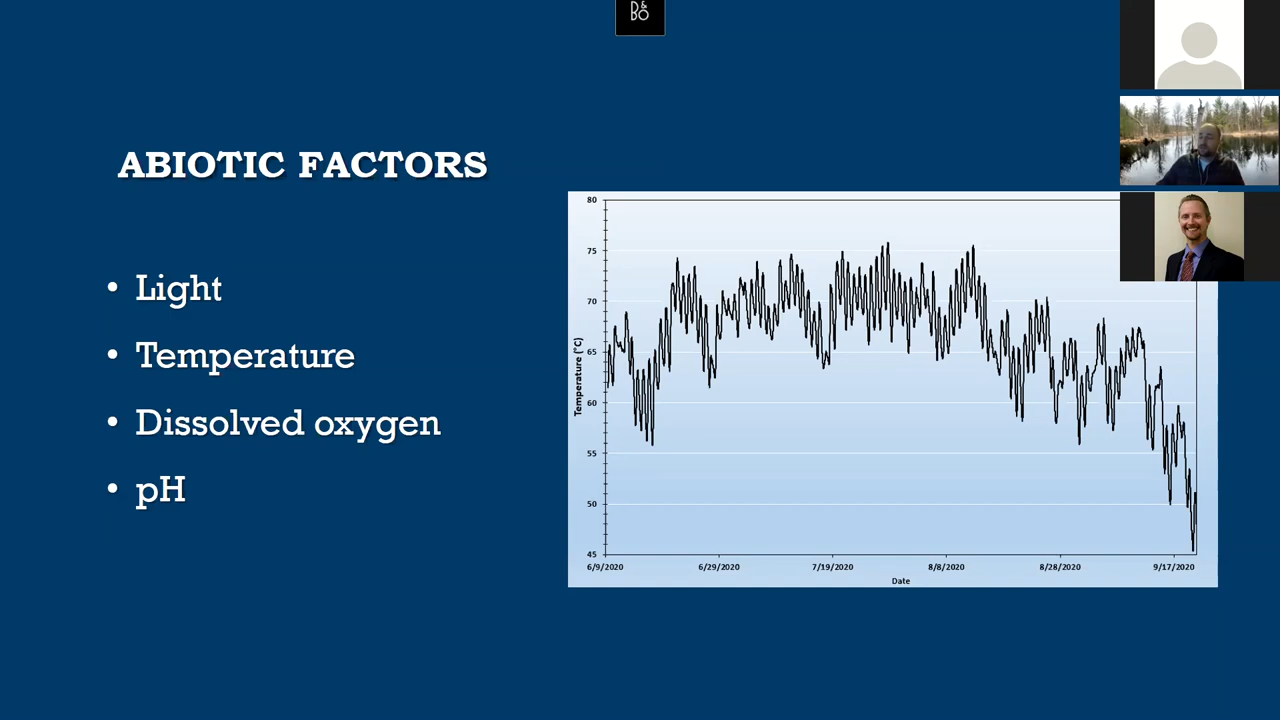 B&
BO
ABIOTIC FACTORS
• Light
• Temperature
• Dissolved oxygen
• pH
80
75
70
65
60
55
50
45
Temperature (°C)
6/9/2020 6/29/2020 7/19/2020 8/8/2020 8/28/2020 9/17/2020
Date